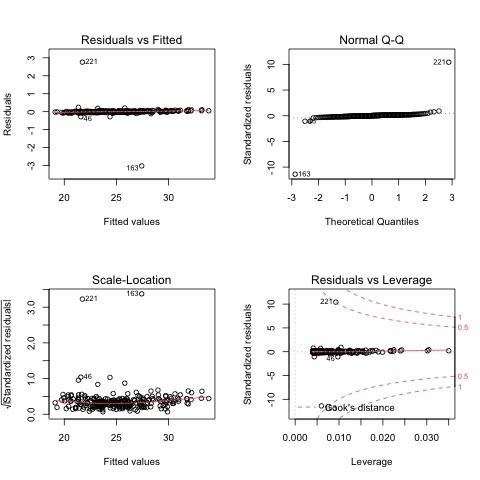 Residuals vs Fitted
Residuals
-3 -2 -1 0 1 2 3
221
46
163
20 25 30
Fitted values
Normal Q-Q
Standardized residuals
-10 -5 0 5 10
221
163
-3 -2 -1 0 1 2 3
Theoretical Quantiles
Scale-Location
√|Standardized residuals|
0.0 1.0 2.0 3.0
221
163
46
20 25 30
Fitted values
Residuals vs Leverage
Standardized residuals
-10 -5 0 5 10
221
46
Cook's distance
1
0.5
0.5
1
0.000 0.010 0.020 0.030
Leverage